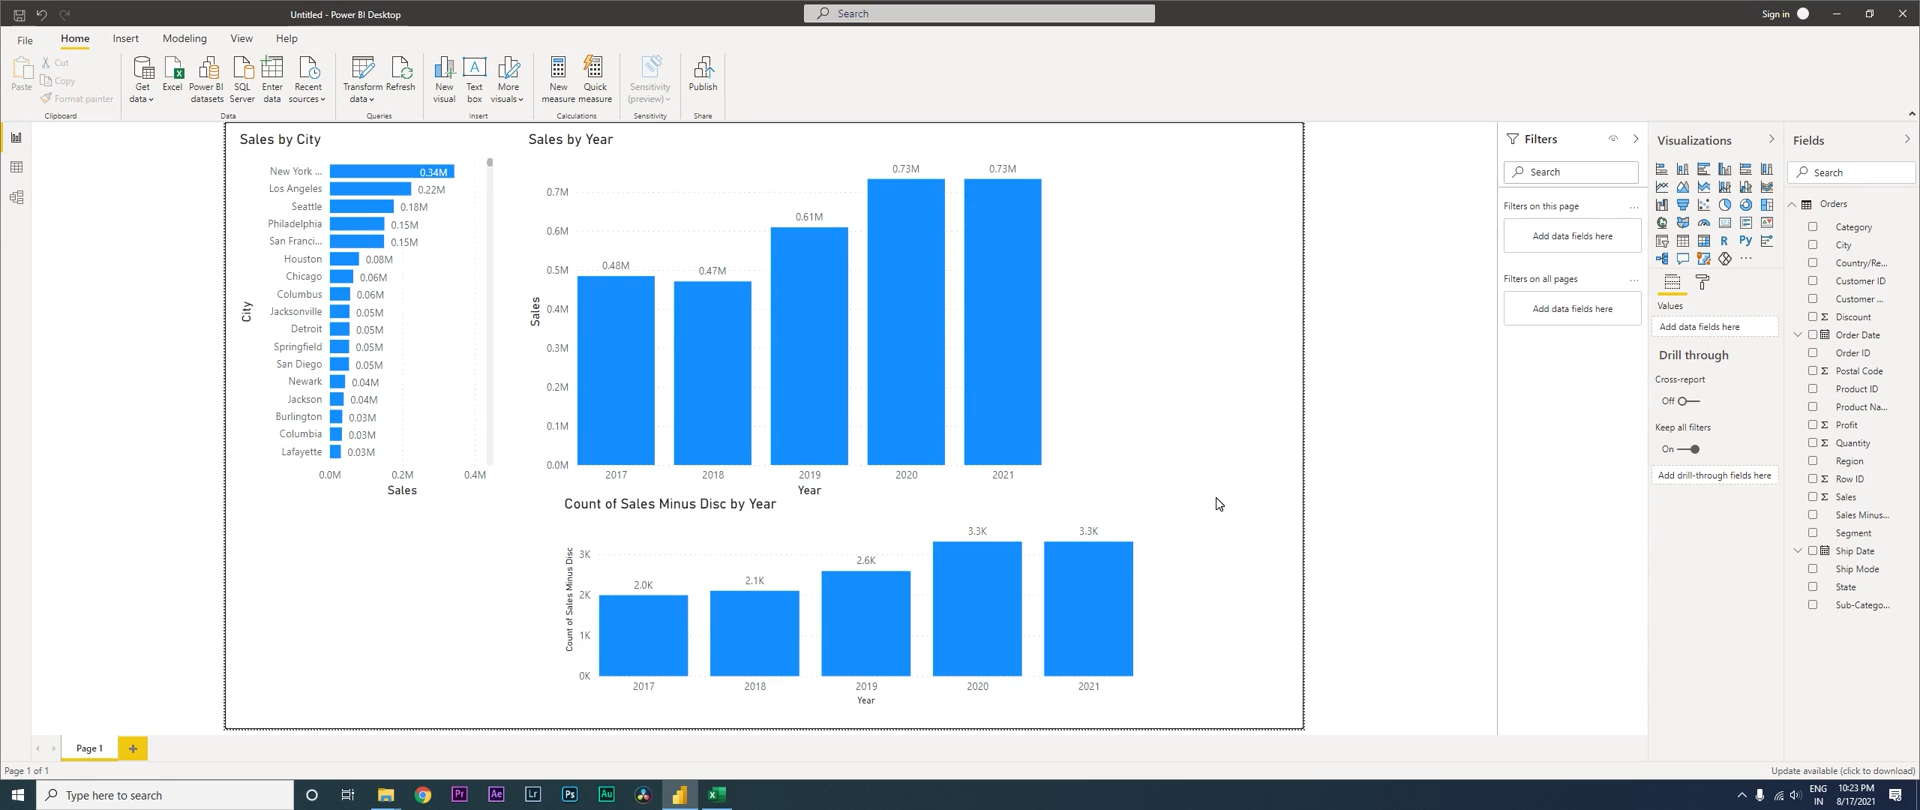 Untitled - Power BI Desktop
Search
Sign in
File
Home
Insert
Modeling
View
Help
Paste
Cut
Copy
Format painter
Clipboard
Get data
Excel
Power BI datasets
SQL Server
Enter data
Recent sources
Data
Transform data
Refresh
Queries
New visual
Text box
More visuals
Insert
New measure
Quick measure
Calculations
Sensitivity (preview)
Sensitivity
Publish
Share
Sales by City
New York ...
0.34M
Los Angeles
0.22M
Seattle
0.18M
Philadelphia
0.15M
San Franci...
0.15M
Houston
0.08M
Chicago
0.06M
Columbus
0.06M
Jacksonville
0.05M
Detroit
0.05M
Springfield
0.05M
San Diego
0.05M
Newark
0.04M
Jackson
0.04M
Burlington
0.03M
Columbia
0.03M
Lafayette
0.03M
City
0.0M
0.2M
0.4M
Sales
Sales by Year
0.7M
0.6M
0.5M
0.4M
0.3M
0.2M
0.1M
0.0M
Sales
0.48M
0.47M
0.61M
0.73M
0.73M
2017
2018
2019
2020
2021
Year
Count of Sales Minus Disc by Year
Count of Sales Minus Disc
3K
2K
1K
0K
2.0K
2.1K
2.6K
3.3K
3.3K
2017
2018
2019
2020
2021
Year
Filters
Search
Filters on this page
...
Add data fields here
Filters on all pages
...
Add data fields here
Visualizations
R
Py
...
Values
Add data fields here
Drill through
Cross-report
Off
Keep all filters
On
Add drill-through fields here
Fields
Search
Orders
Category
City
Country/Re...
Customer ID
Customer ...
Σ Discount
Order Date
Order ID
Σ Postal Code
Product ID
Product Na...
Σ Profit
Σ Quantity
Region
Σ Row ID
Σ Sales
Sales Minus...
Segment
Ship Date
Ship Mode
State
Sub-Catego...
Page 1
+
Page 1 of 1
Update available (click to download)
Type here to search
Pr
Ae
Lr
Ps
Au
ENG
IN
10:23 PM
8/17/2021